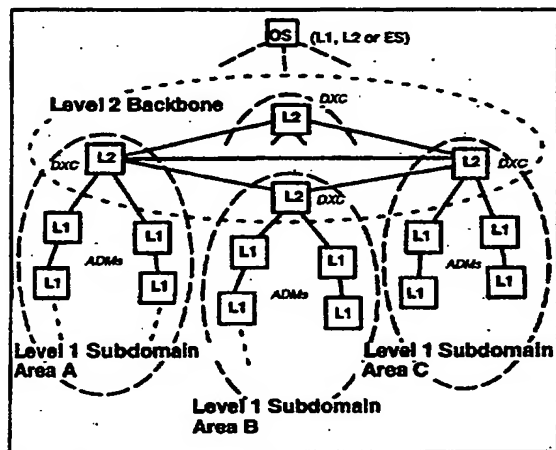 OS (L1, L2 or ES)
Level 2 Backbone
DXC
L2
DXC
L2
L2
DXC
L2
DXC
L1
L1
L1
L1
L1
L1
ADMs
ADMs
ADMs
L1
L1
L1
L1
L1
L1
Level 1 Subdomain
Area A
Level 1 Subdomain
Area C
Level 1 Subdomain
Area B